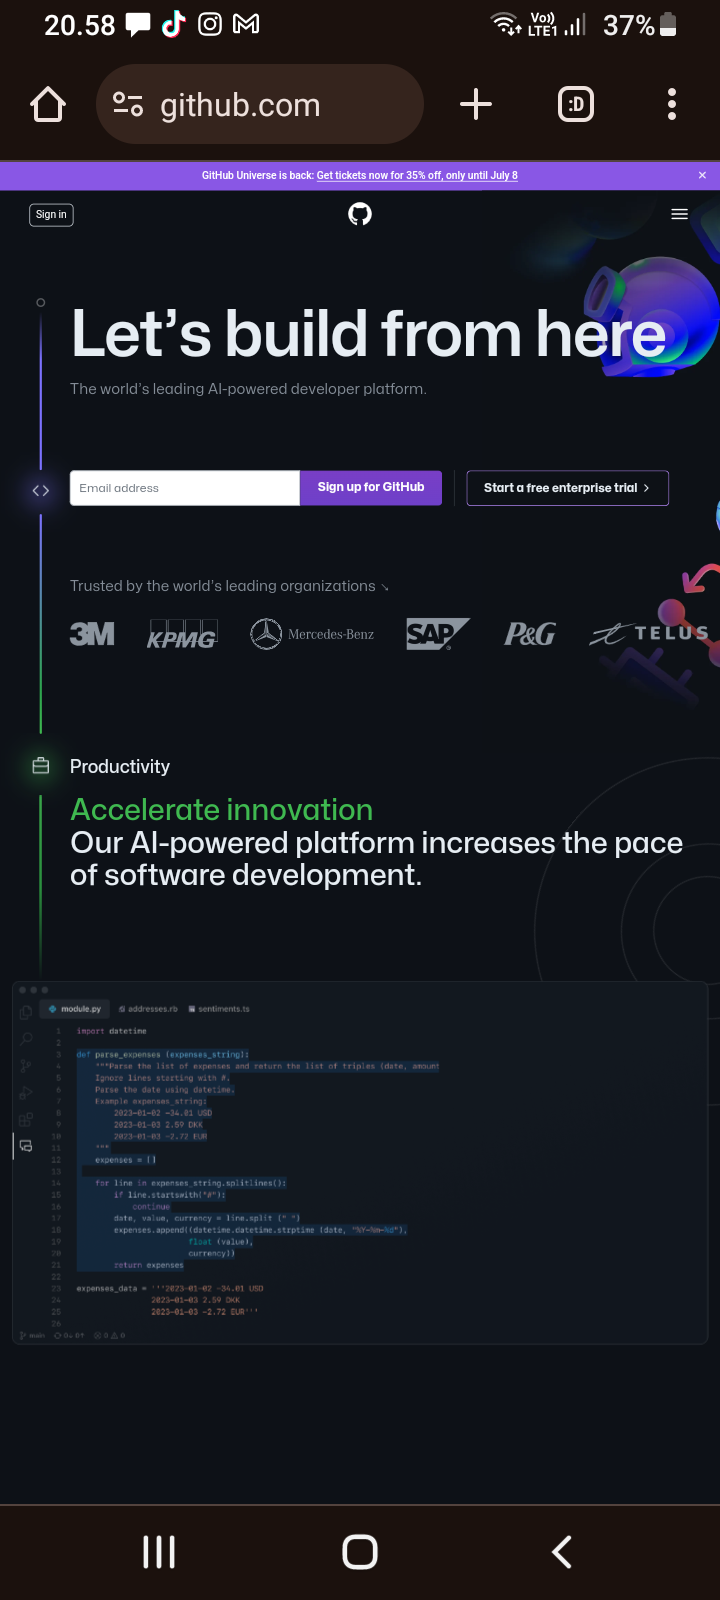 20.58
Vo))
LTE1
37%
github.com
:D
GitHub Universe is back: Get tickets now for 35% off, only until July 8
Sign in
Let's build from here
The world's leading AI-powered developer platform.
Email address
Sign up for GitHub
Start a free enterprise trial
Trusted by the world's leading organizations
3M
KPMG
Mercedes-Benz
SAP
P&G
TELUS
Productivity
Accelerate innovation
Our AI-powered platform increases the pace
of software development.
module.py addresses.rb sentiments.ts
1 import datetime
2
3 def parse_expenses (expenses_string):
4 """Parse the list of expenses and return the list of triples (date, amount
5 Ignore lines starting with #.
6 Parse the date using datetime.
7 Example expenses_string:
8 2023-01-02 -34.01 USD
9 2023-01-03 2.59 DKK
10 2023-01-03 -2.72 EUR
11 """
12 expenses = []
13
14 for line in expenses_string.splitlines():
15 if line.startswith("#"):
16 continue
17 date, value, currency = line.split (" ")
18 expenses.append((datetime.datetime.strptime (date, "%Y-%m-%d"),
19 float (value),
20 currency))
21 return expenses
22
23 expenses_data = '''2023-01-02 -34.01 USD
24 2023-01-03 2.59 DKK
25 2023-01-03 -2.72 EUR'''
26
main 0 0